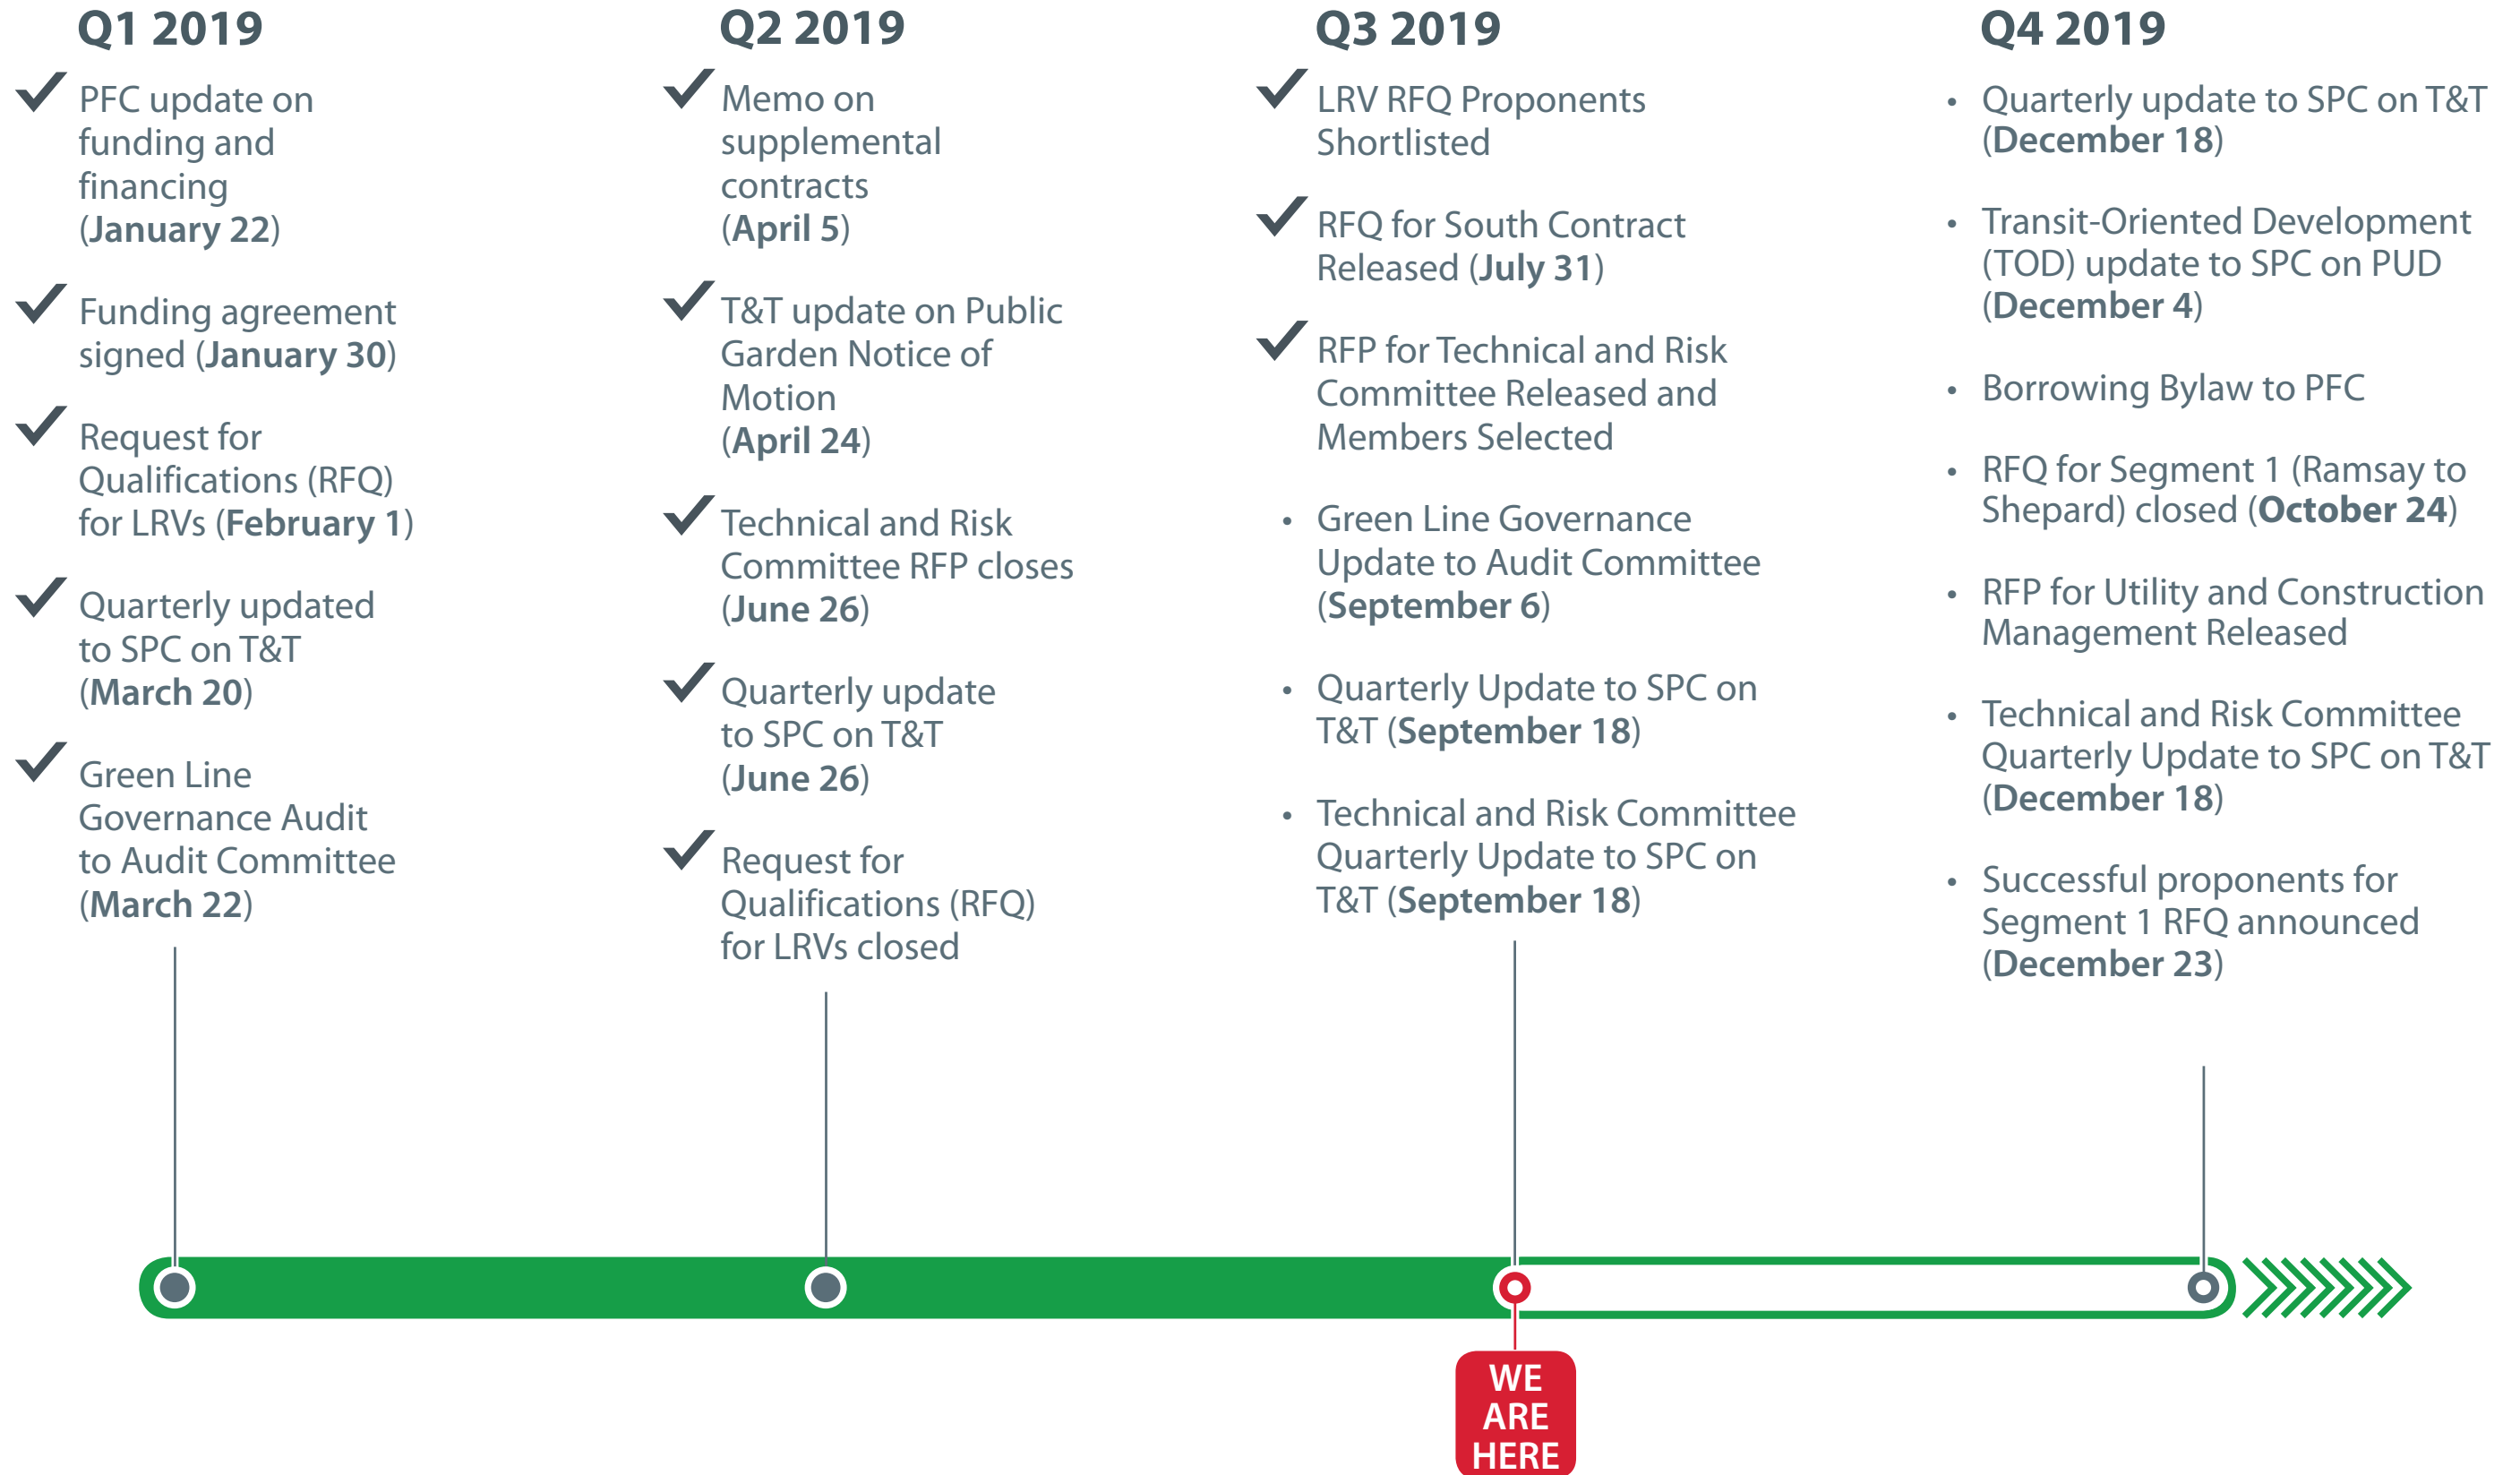 Q1 2019
PFC update on
funding and
financing
(January 22)
Funding agreement
signed (January 30)
Request for
Qualifications (RFQ)
for LRVs (February 1)
Quarterly updated
to SPC on T&T
(March 20)
Green Line
Governance Audit
to Audit Committee
(March 22)
Q2 2019
Memo on
supplemental
contracts
(April 5)
T&T update on Public
Garden Notice of
Motion
(April 24)
Technical and Risk
Committee RFP closes
(June 26)
Quarterly update
to SPC on T&T
(June 26)
Request for
Qualifications (RFQ)
for LRVs closed
Q3 2019
LRV RFQ Proponents
Shortlisted
RFQ for South Contract
Released (July 31)
RFP for Technical and Risk
Committee Released and
Members Selected
• Green Line Governance
Update to Audit Committee
(September 6)
• Quarterly Update to SPC on
T&T (September 18)
• Technical and Risk Committee
Quarterly Update to SPC on
T&T (September 18)
Q4 2019
• Quarterly update to SPC on T&T
(December 18)
• Transit-Oriented Development
(TOD) update to SPC on PUD
(December 4)
• Borrowing Bylaw to PFC
• RFQ for Segment 1 (Ramsay to
Shepard) closed (October 24)
• RFP for Utility and Construction
Management Released
• Technical and Risk Committee
Quarterly Update to SPC on T&T
(December 18)
• Successful proponents for
Segment 1 RFQ announced
(December 23)
WE
ARE
HERE